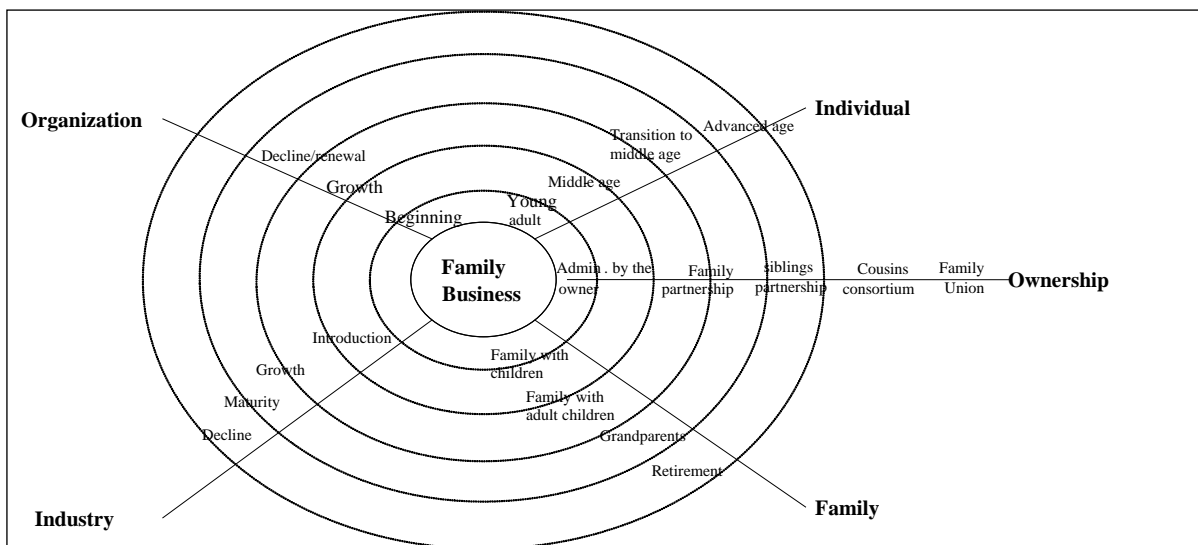 Organization
Individual
Advanced age
Transition to
middle age
Decline/renewal
Middle age
Growth
Young
adult
Beginning
Family
Business
Admin . by the
owner
Family
partnership
siblings
partnership
Cousins
consortium
Family
Union
Ownership
Introduction
Family with
children
Growth
Family with
adult children
Maturity
Decline
Grandparents
Retirement
Industry
Family